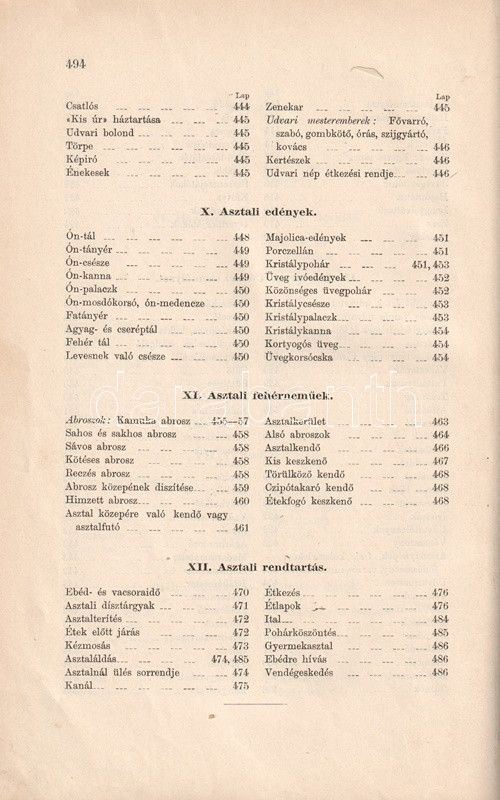 494
Lap
Csatlós 444
«Kis úr» háztartása 445
Udvari bolond 445
Törpe 445
Képiró 445
Énekesek 445
Lap
Zenekar 445
Udvari mesteremberek: Fővarró,
szabó, gombkötő, órás, szijgyártó,
kovács 446
Kertészek 446
Udvari nép étkezési rendje 446
X. Asztali edények.
Ón-tál 448
Ón-tányér 449
Ón-csésze 449
Ón-kanna 449
Ón-palaczk 450
Ón-mosdókorsó, ón-medencze 450
Fatányér 450
Agyag- és cseréptál 450
Fehér tál 450
Levesnek való csésze 450
Majolica-edények 451
Porczellán 451
Kristálypohár 451, 453
Üveg ivóedények 452
Közönséges üvegpohár 452
Kristálycsésze 453
Kristálypalaczk 453
Kristálykanna 454
Kortyogós üveg 454
Üvegkorsócska 454
XI. Asztali fehérneműek.
Abroszok: Kamuka abrosz 455—57
Sahos és sakhos abrosz 458
Sávos abrosz 458
Kötéses abrosz 458
Reczés abrosz 458
Abrosz közepének diszítése 459
Himzett abrosz 460
Asztal közepére való kendő vagy
asztalfutó 461
Asztalkerület 463
Alsó abroszok 464
Asztalkendő 466
Kis keszkenő 467
Törülköző kendő 468
Czipótakaró kendő 468
Étekfogó keszkenő 468
darabanth
XII. Asztali rendtartás.
Ebéd- és vacsoraidő 470
Asztali dísztárgyak 471
Asztalterítés 472
Étek előtt járás 472
Kézmosás 473
Asztaláldás 474, 485
Asztalnál ülés sorrendje 474
Kanál 475
Étkezés 476
Étlapok 476
Ital 484
Pohárköszöntés 485
Gyermekasztal 486
Ebédre hívás 486
Vendégeskedés 486